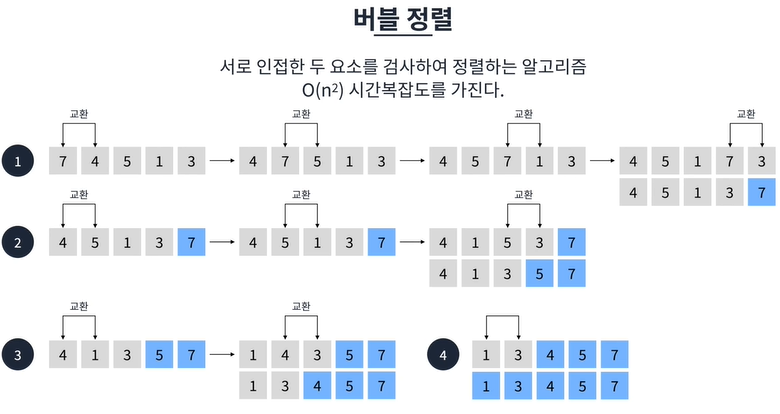 버블 정렬
서로 인접한 두 요소를 검사하여 정렬하는 알고리즘
O(n²) 시간복잡도를 가진다.
교환 교환 교환 교환
1 7 4 5 1 3 4 7 5 1 3 4 5 7 1 3 4 5 1 7 3
4 5 1 3 7
교환 교환 교환
2 4 5 1 3 7 4 5 1 3 7 4 1 5 3 7
4 1 3 5 7
교환 교환
3 4 1 3 5 7 1 4 3 5 7 4 1 3 4 5 7
1 3 4 5 7 1 3 4 5 7